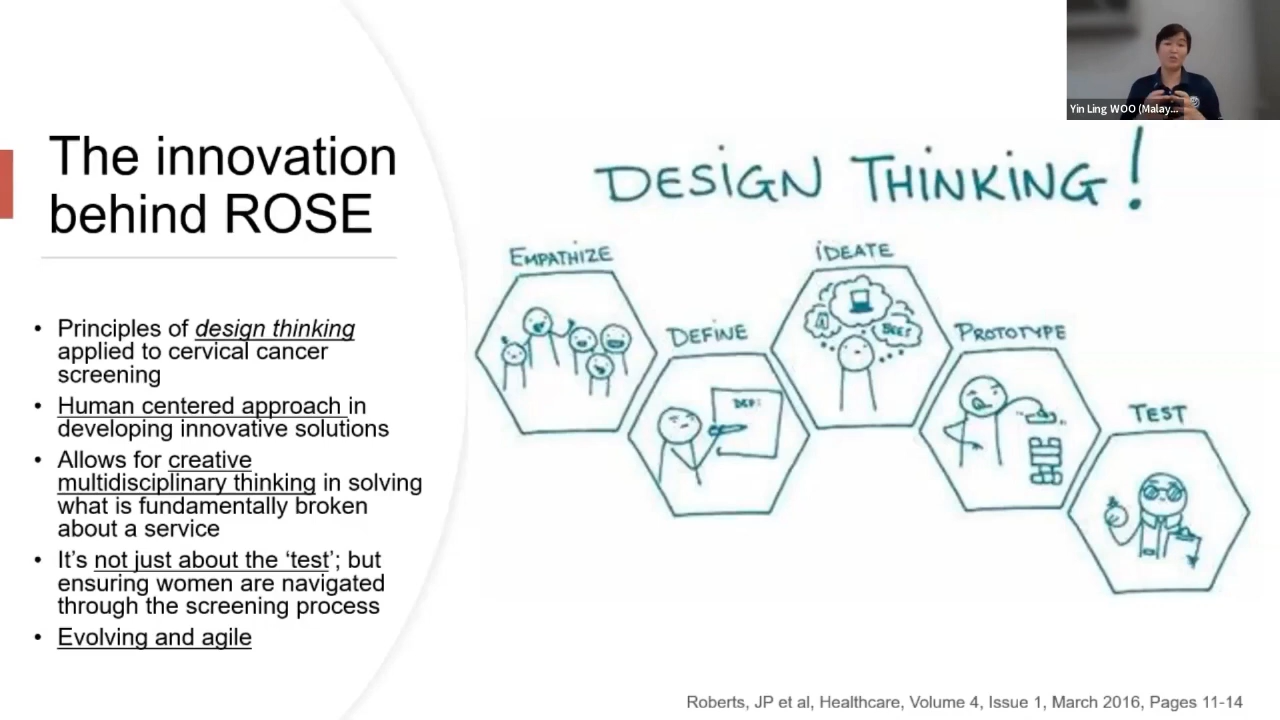 Yin Ling WOO (Malay...
The innovation
behind ROSE
• Principles of design thinking
applied to cervical cancer
screening
• Human centered approach in
developing innovative solutions
• Allows for creative
multidisciplinary thinking in solving
what is fundamentally broken
about a service
• It’s not just about the ‘test’; but
ensuring women are navigated
through the screening process
• Evolving and agile
DESIGN THINKING!
EMPATHIZE
DEFINE
IDEATE
PROTOTYPE
TEST
DEF:
BEES
Roberts, JP et al, Healthcare, Volume 4, Issue 1, March 2016, Pages 11-14